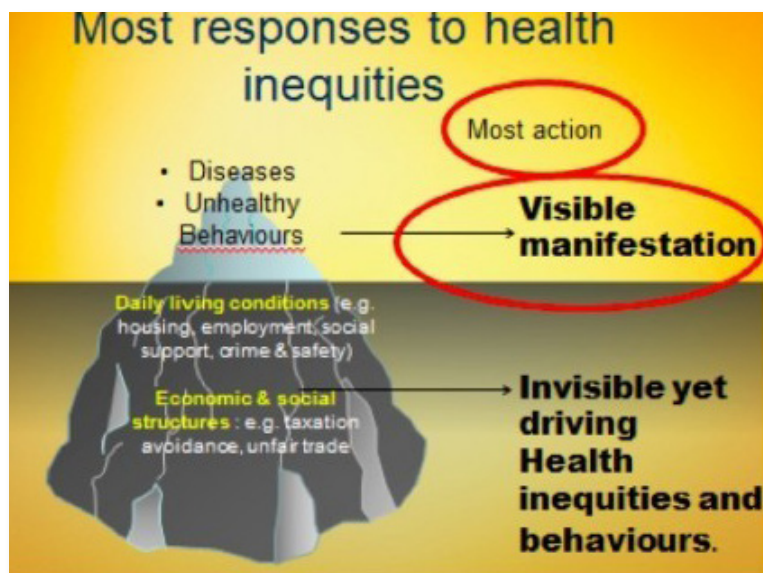 Most responses to health
inequities
Most action
• Diseases
• Unhealthy
Behaviours
Visible
manifestation
Daily living conditions (e.g.
housing, employment, social
support, crime & safety)
Economic & social
structures : e.g. taxation
avoidance, unfair trade
Invisible yet
driving
Health
inequities and
behaviours.